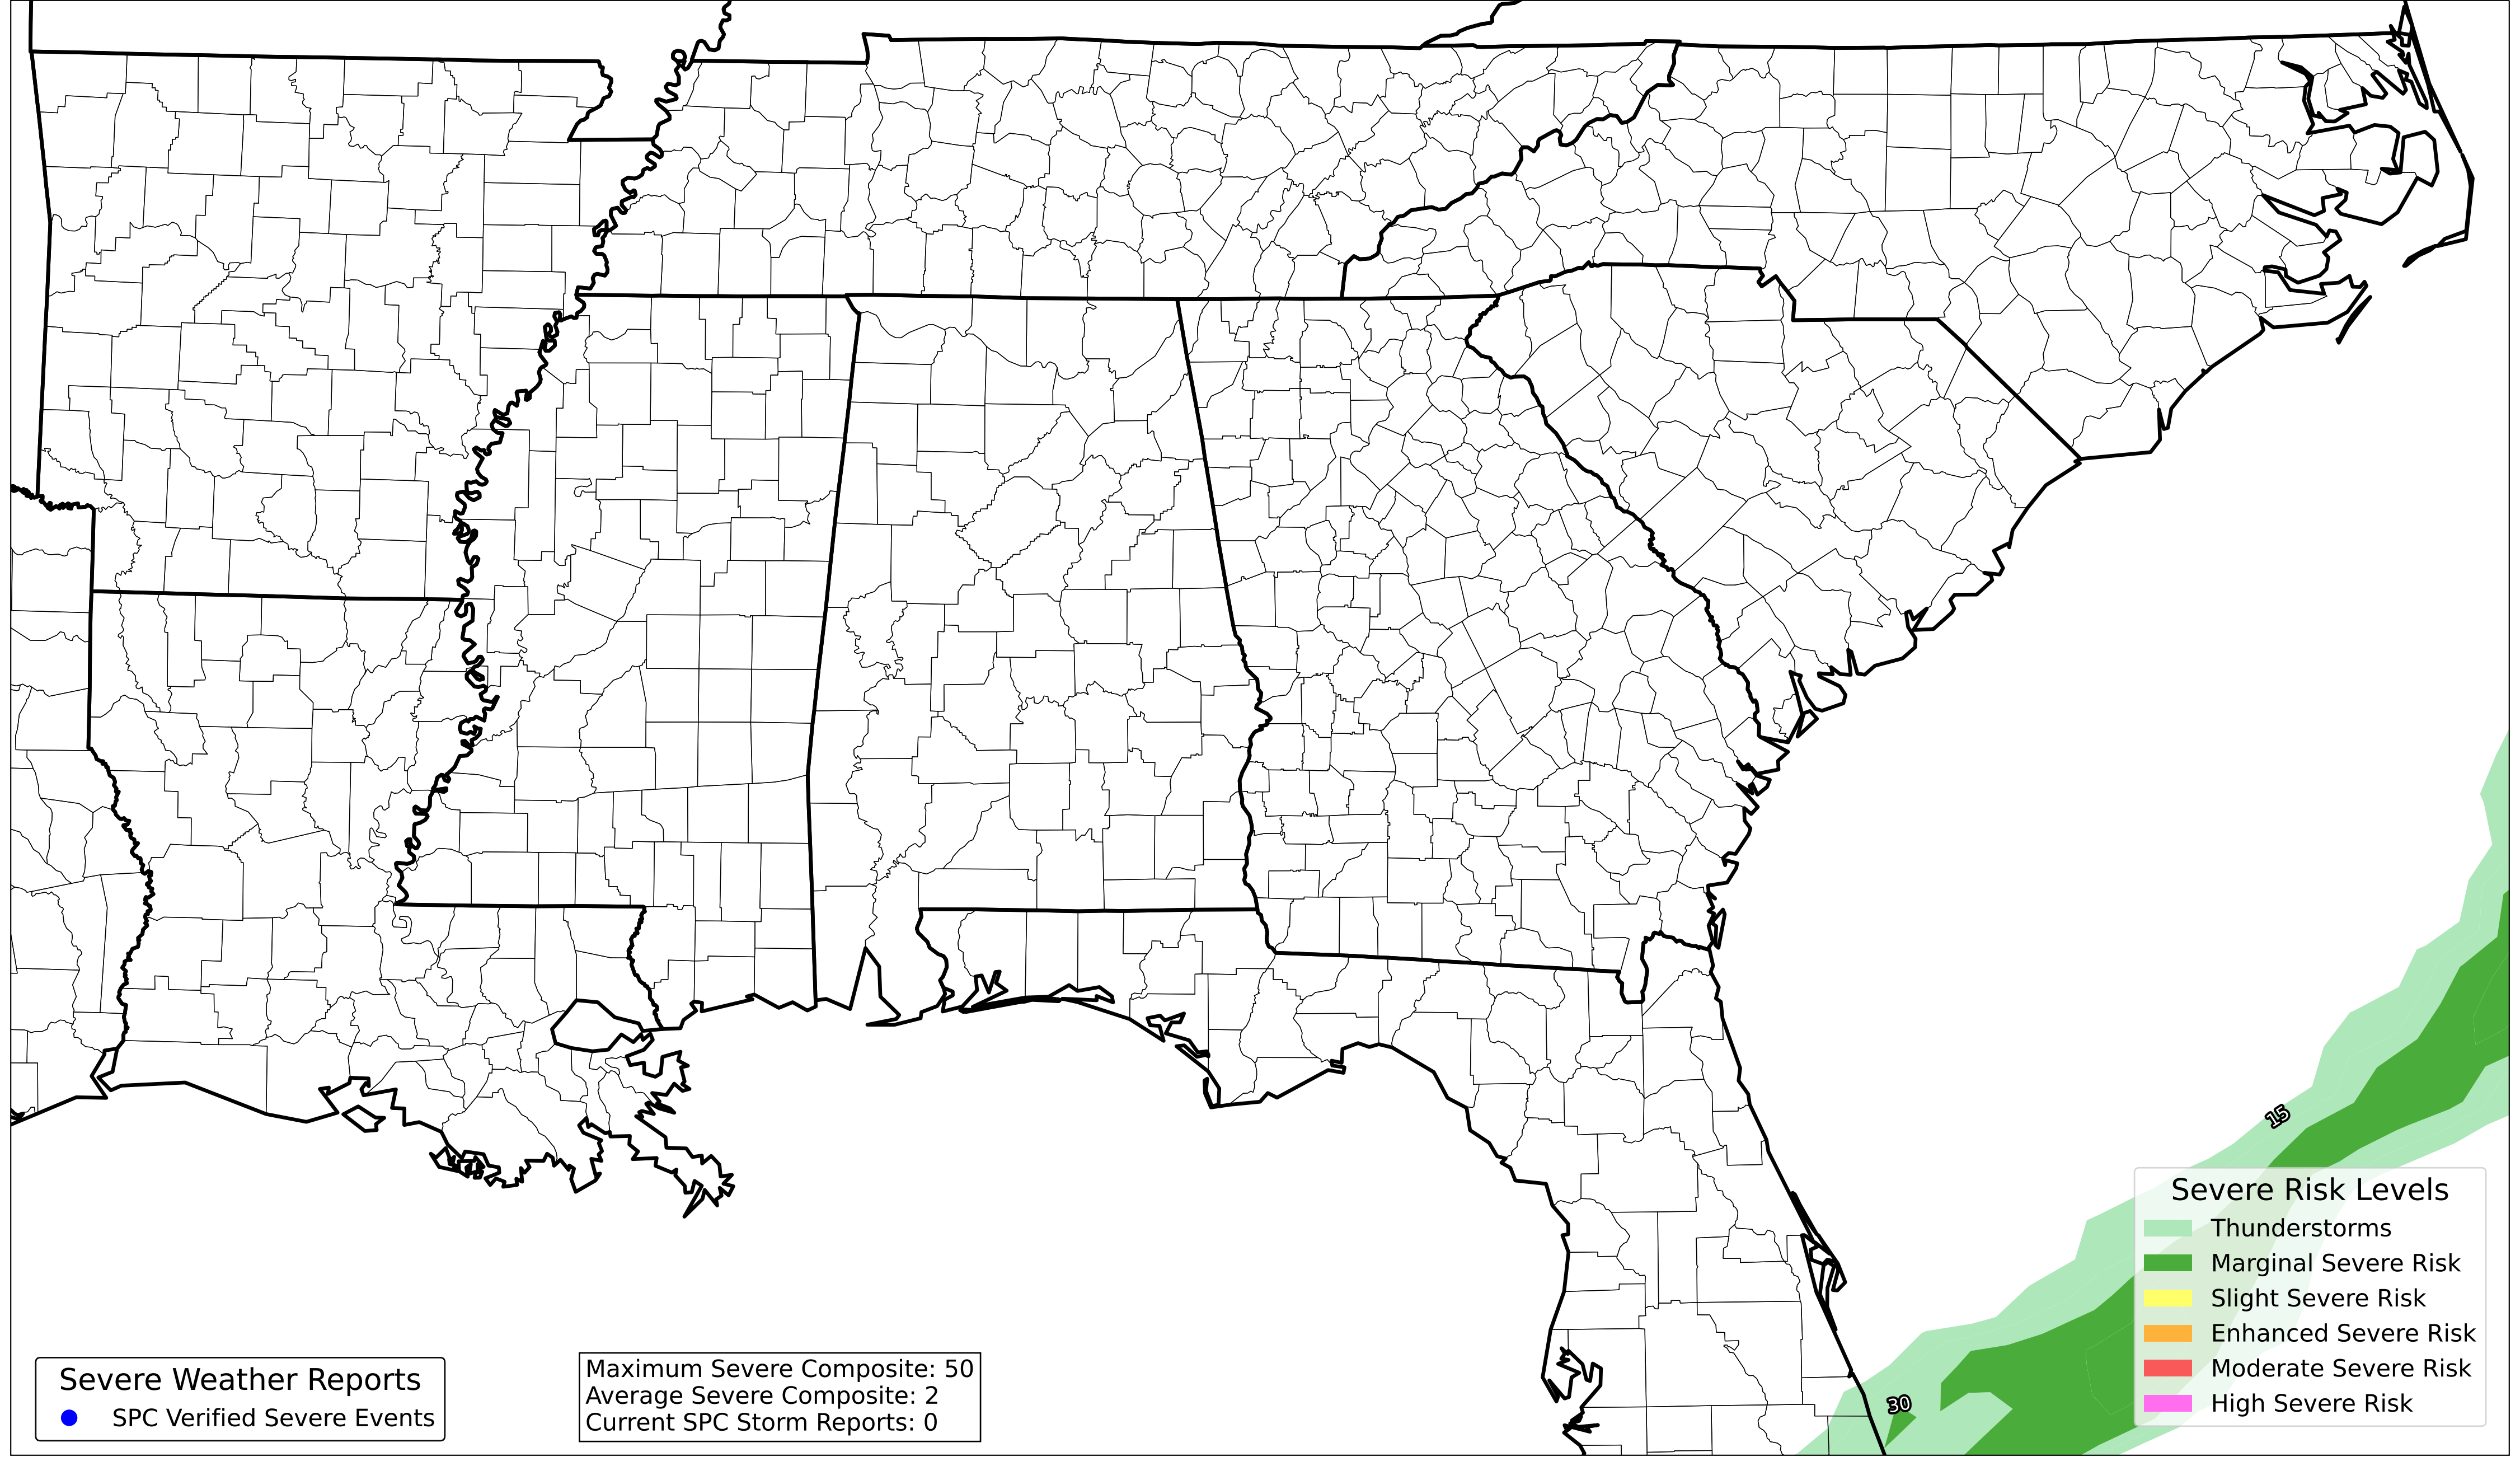 15
Severe Risk Levels
Thunderstorms
Marginal Severe Risk
Slight Severe Risk
Enhanced Severe Risk
Moderate Severe Risk
High Severe Risk
30
Severe Weather Reports
SPC Verified Severe Events
Maximum Severe Composite: 50
Average Severe Composite: 2
Current SPC Storm Reports: 0